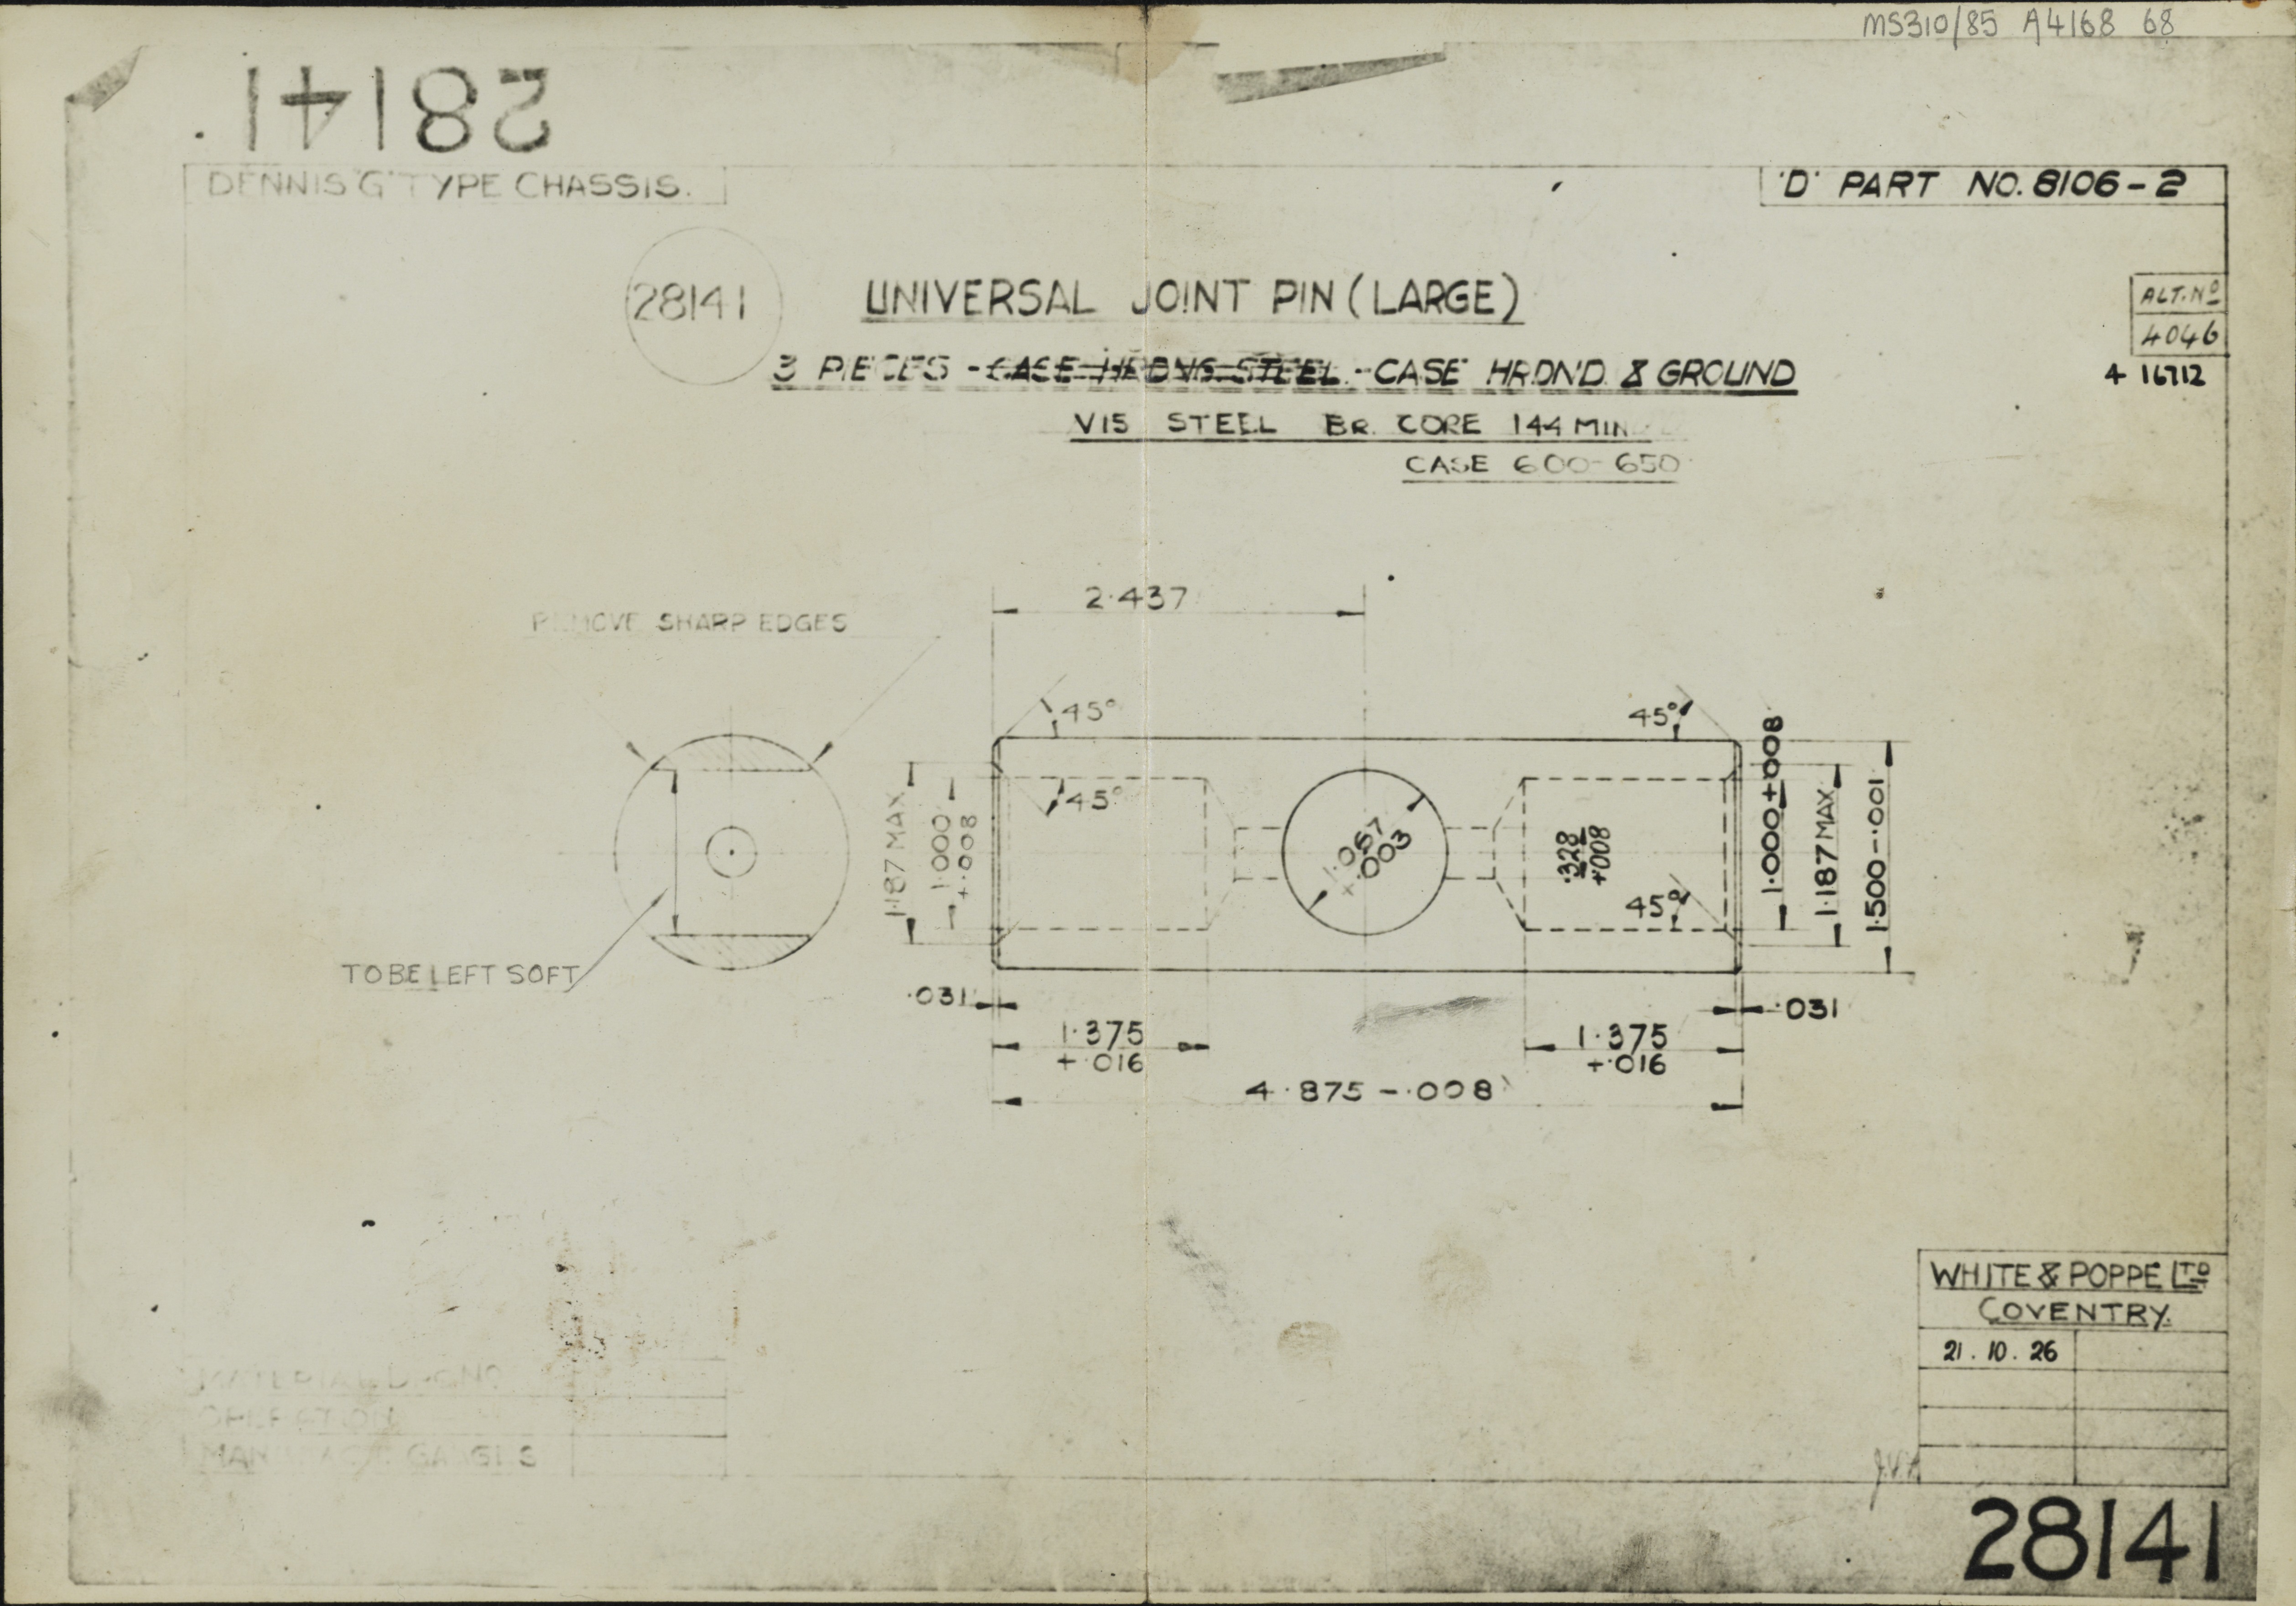 MS310/85 A4168 68
28141
DENNIS 'G' TYPE CHASSIS.
'D' PART NO. 8106-2
28141
UNIVERSAL JOINT PIN (LARGE)
ALT. Nº
4046
4 16712
3 PIECES - CASE HRDNG STEEL - CASE HRDN'D & GROUND
V15 STEEL BR. CORE 144 MIN
CASE 600-650
2.437
REMOVE SHARP EDGES
45°
45°
45°
45°
1.187 MAX
1.000
+.008
1.067
+.003
.328
+.008
1.000+.008
1.187 MAX
1.500-.001
TO BE LEFT SOFT
.031
.031
1.375
+.016
1.375
+.016
4.875-.008
WHITE & POPPE LTD
COVENTRY.
21.10.26
OPERATION
GAUGES
28141